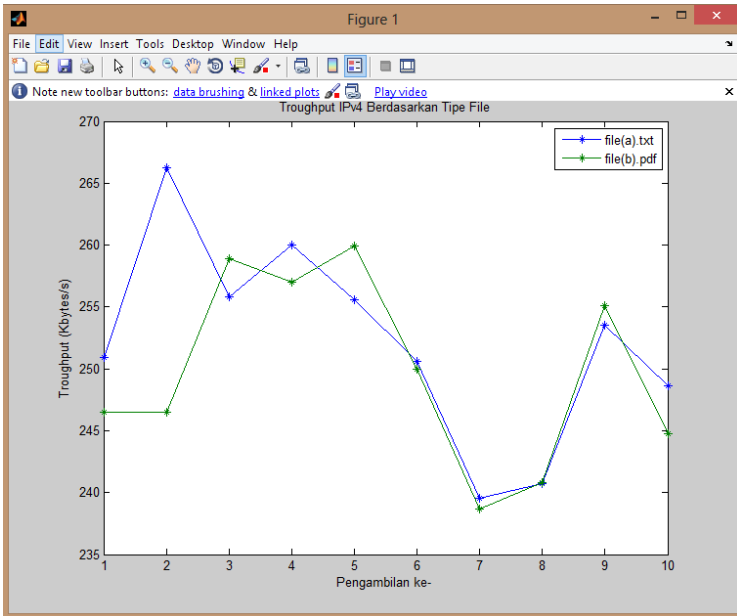 Figure 1
File Edit View Insert Tools Desktop Window Help
Note new toolbar buttons: data brushing & linked plots Play video
Troughput IPv4 Berdasarkan Tipe File
270
265
260
255
250
245
240
235
Troughput (Kbytes/s)
file(a).txt
file(b).pdf
1 2 3 4 5 6 7 8 9 10
Pengambilan ke-